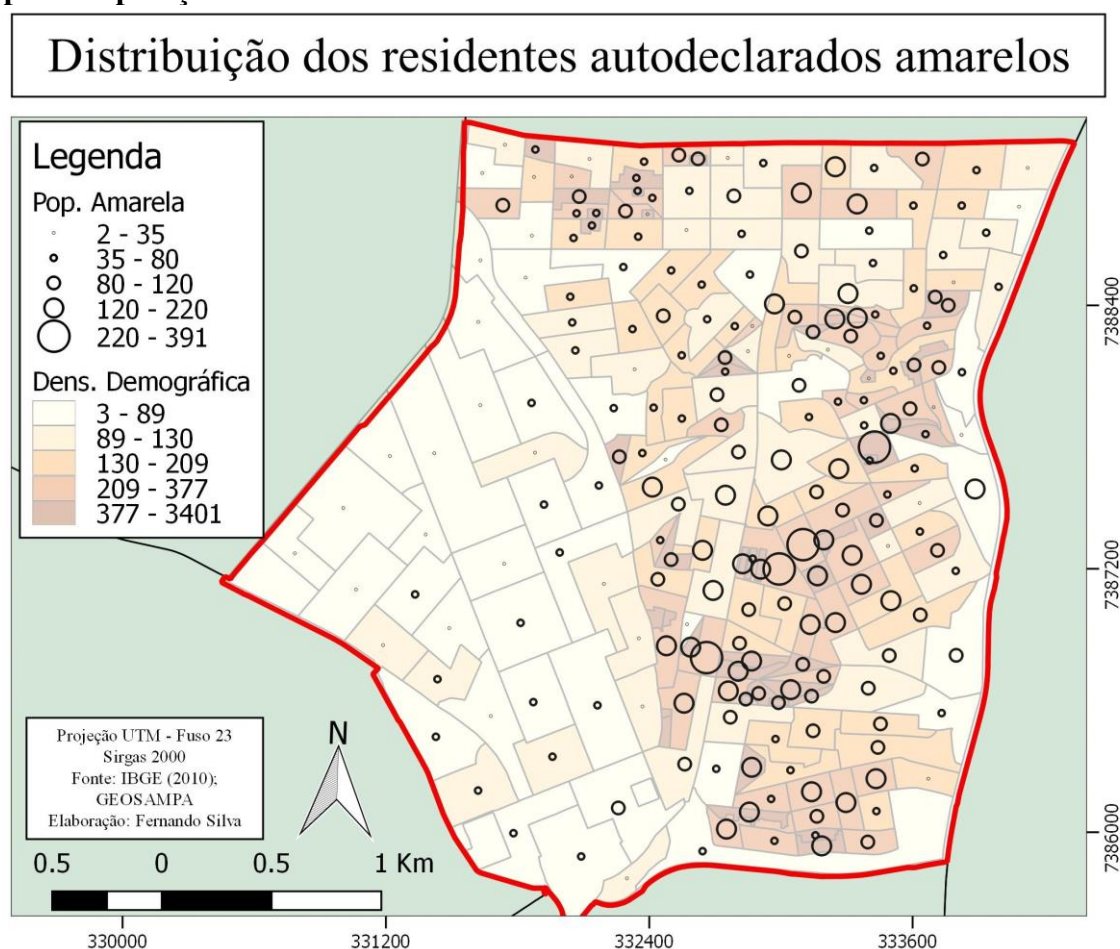 Distribuição dos residentes autodeclarados amarelos
Legenda
Pop. Amarela
2 - 35
35 - 80
80 - 120
120 - 220
220 - 391
Dens. Demográfica
3 - 89
89 - 130
130 - 209
209 - 377
377 - 3401
Projeção UTM - Fuso 23
Sirgas 2000
Fonte: IBGE (2010);
GEOSAMPA
Elaboração: Fernando Silva
N
0.5 0 0.5 1 Km
330000 331200 332400 333600
7388400
7387200
7386000